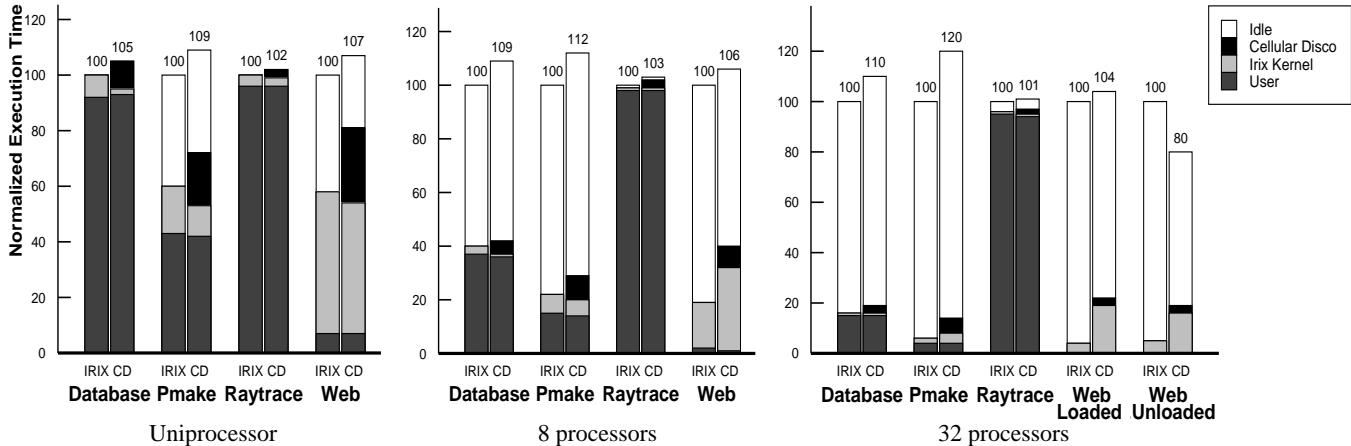 Normalized Execution Time
120
100
80
60
40
20
0
100 105 100 109 100 102 100 107
IRIX CD IRIX CD IRIX CD IRIX CD
Database Pmake Raytrace Web
Uniprocessor
120
100
80
60
40
20
0
100 109 100 112 100 103 100 106
IRIX CD IRIX CD IRIX CD IRIX CD
Database Pmake Raytrace Web
8 processors
120
100
80
60
40
20
0
100 110 100 120 100 101 100 104 100 80
IRIX CD IRIX CD IRIX CD IRIX CD IRIX CD
Database Pmake Raytrace Web Web
Loaded Unloaded
32 processors
Idle
Cellular Disco
Irix Kernel
User